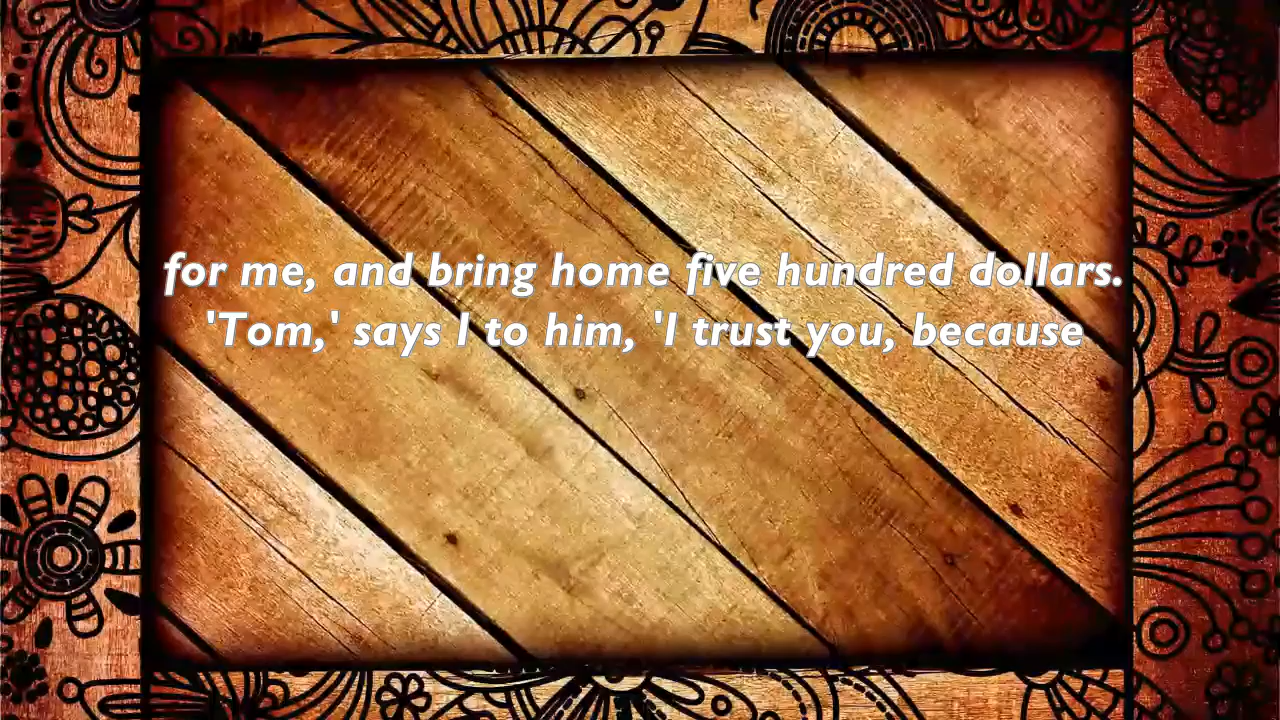 for me, and bring home five hundred dollars.
'Tom,' says I to him, 'I trust you, because